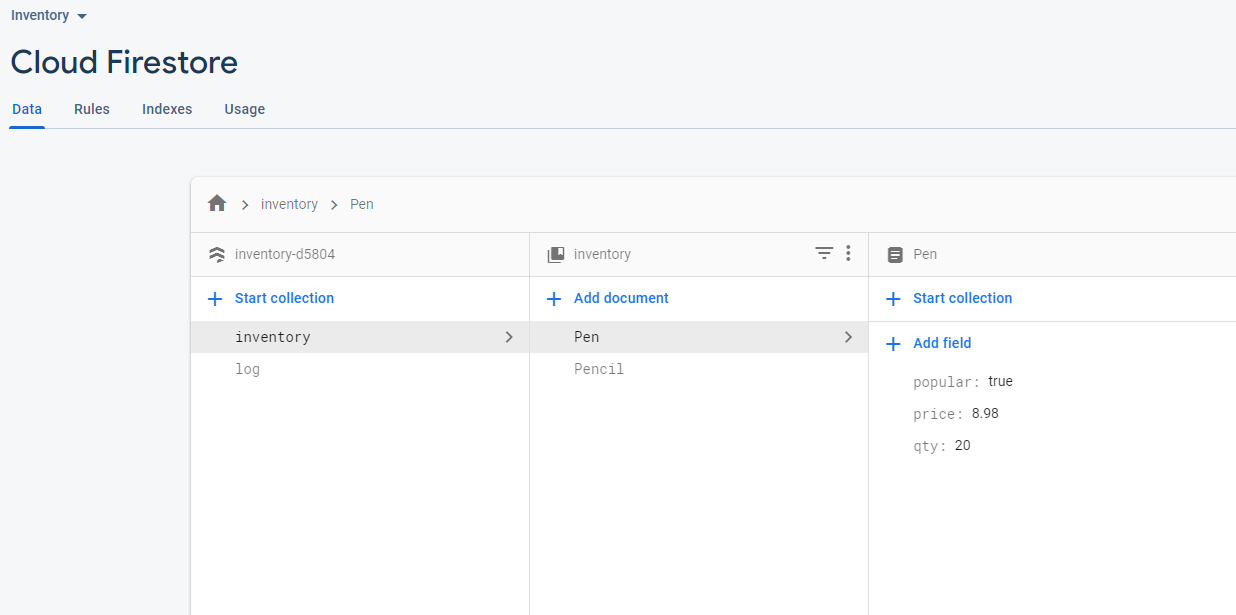 Inventory
Cloud Firestore
Data Rules Indexes Usage
inventory Pen
inventory-d5804 inventory Pen
Start collection Add document Start collection
inventory Pen Add field
log Pencil
popular: true
price: 8.98
qty: 20